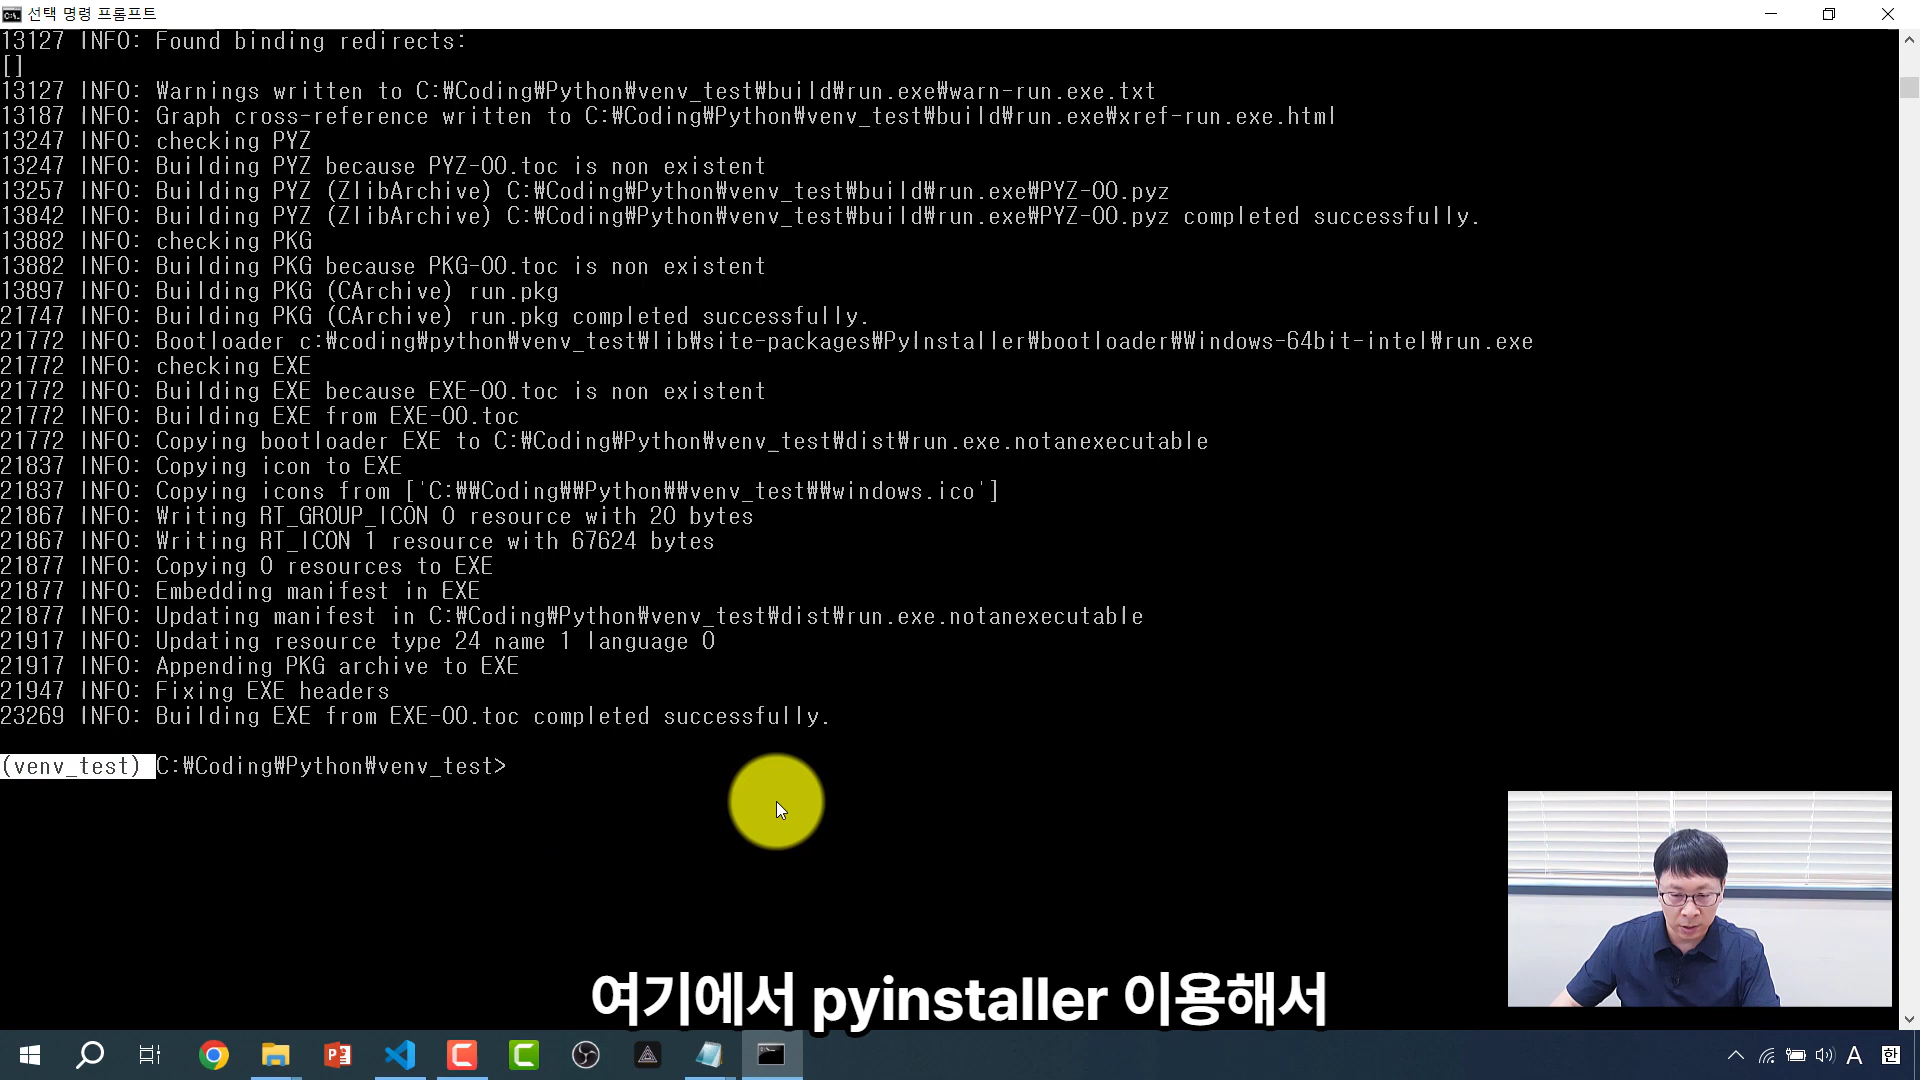 선택 명령 프롬프트
13127 INFO: Found binding redirects:
[]
13127 INFO: Warnings written to C:₩Coding₩Python₩venv_test₩build₩run.exe₩warn-run.exe.txt
13187 INFO: Graph cross-reference written to C:₩Coding₩Python₩venv_test₩build₩run.exe₩xref-run.exe.html
13247 INFO: checking PYZ
13247 INFO: Building PYZ because PYZ-00.toc is non existent
13257 INFO: Building PYZ (ZlibArchive) C:₩Coding₩Python₩venv_test₩build₩run.exe₩PYZ-00.pyz
13842 INFO: Building PYZ (ZlibArchive) C:₩Coding₩Python₩venv_test₩build₩run.exe₩PYZ-00.pyz completed successfully.
13882 INFO: checking PKG
13882 INFO: Building PKG because PKG-00.toc is non existent
13897 INFO: Building PKG (CArchive) run.pkg
21747 INFO: Building PKG (CArchive) run.pkg completed successfully.
21772 INFO: Bootloader c:₩coding₩python₩venv_test₩lib₩site-packages₩PyInstaller₩bootloader₩Windows-64bit-intel₩run.exe
21772 INFO: checking EXE
21772 INFO: Building EXE because EXE-00.toc is non existent
21772 INFO: Building EXE from EXE-00.toc
21772 INFO: Copying bootloader EXE to C:₩Coding₩Python₩venv_test₩dist₩run.exe.notanexecutable
21837 INFO: Copying icon to EXE
21837 INFO: Copying icons from ['C:₩₩Coding₩₩Python₩₩venv_test₩₩windows.ico']
21867 INFO: Writing RT_GROUP_ICON 0 resource with 20 bytes
21867 INFO: Writing RT_ICON 1 resource with 67624 bytes
21877 INFO: Copying 0 resources to EXE
21877 INFO: Embedding manifest in EXE
21877 INFO: Updating manifest in C:₩Coding₩Python₩venv_test₩dist₩run.exe.notanexecutable
21917 INFO: Updating resource type 24 name 1 language 0
21917 INFO: Appending PKG archive to EXE
21947 INFO: Fixing EXE headers
23269 INFO: Building EXE from EXE-00.toc completed successfully.
(venv_test) C:₩Coding₩Python₩venv_test>
여기에서 pyinstaller 이용해서
A 한